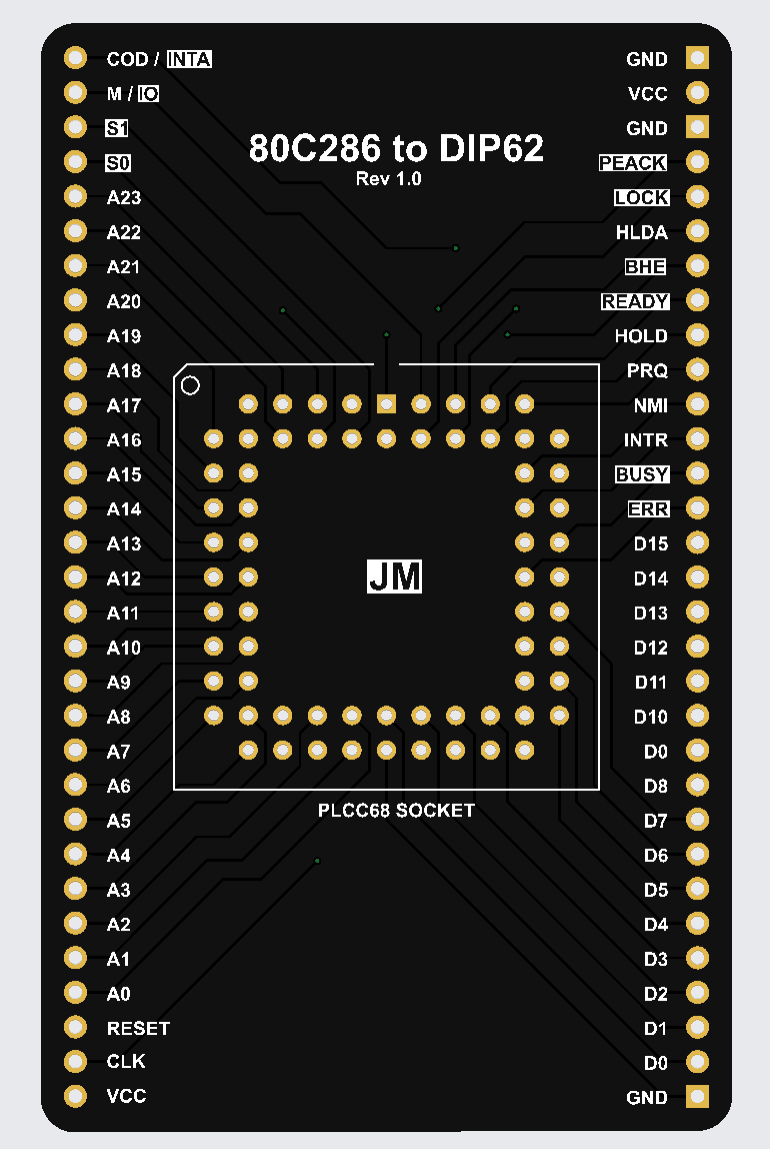 COD / INTA
M / IO
S1
S0
A23
A22
A21
A20
A19
A18
A17
A16
A15
A14
A13
A12
A11
A10
A9
A8
A7
A6
A5
A4
A3
A2
A1
A0
RESET
CLK
VCC
80C286 to DIP62
Rev 1.0
JM
PLCC68 SOCKET
GND
VCC
GND
PEACK
LOCK
HLDA
BHE
READY
HOLD
PRQ
NMI
INTR
BUSY
ERR
D15
D14
D13
D12
D11
D10
D0
D8
D7
D6
D5
D4
D3
D2
D1
D0
GND